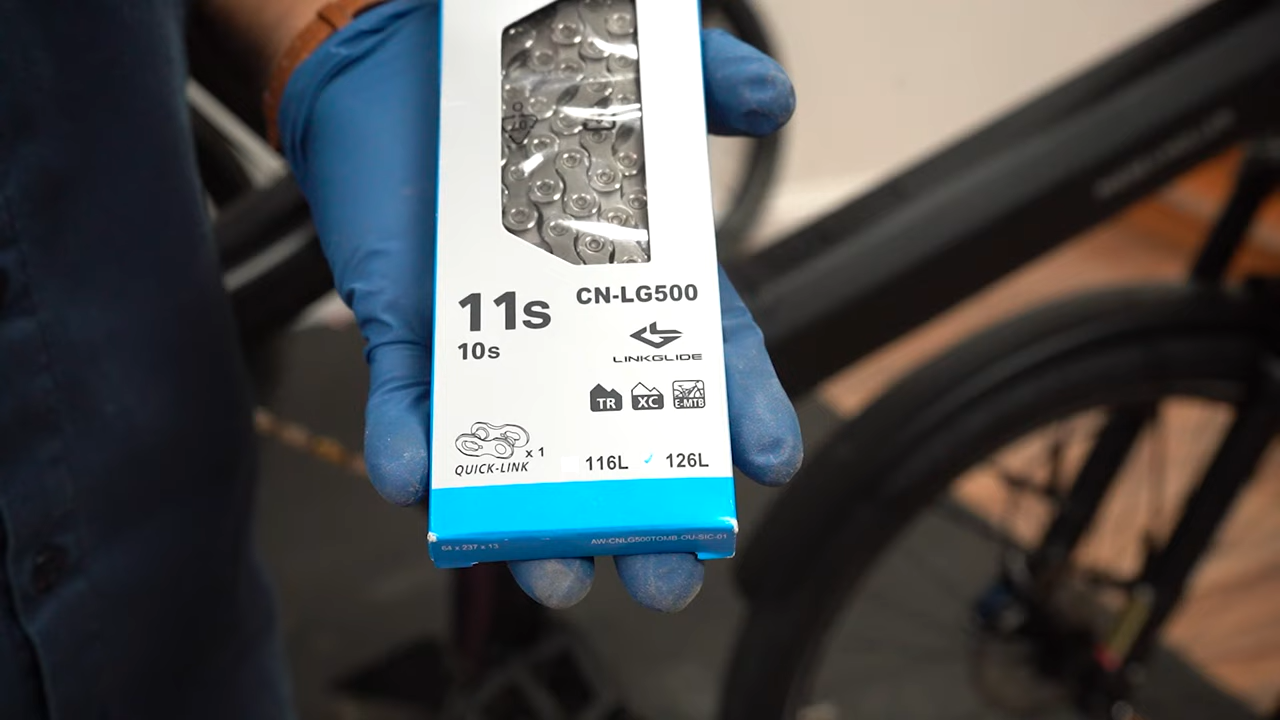 11s
CN-LG500
10s
LINKGLIDE
TR XC E-MTB
x 1
QUICK-LINK
116L ✓ 126L
64 x 237 x 13
AW-CNLG500TOMB-OU-SIC-01